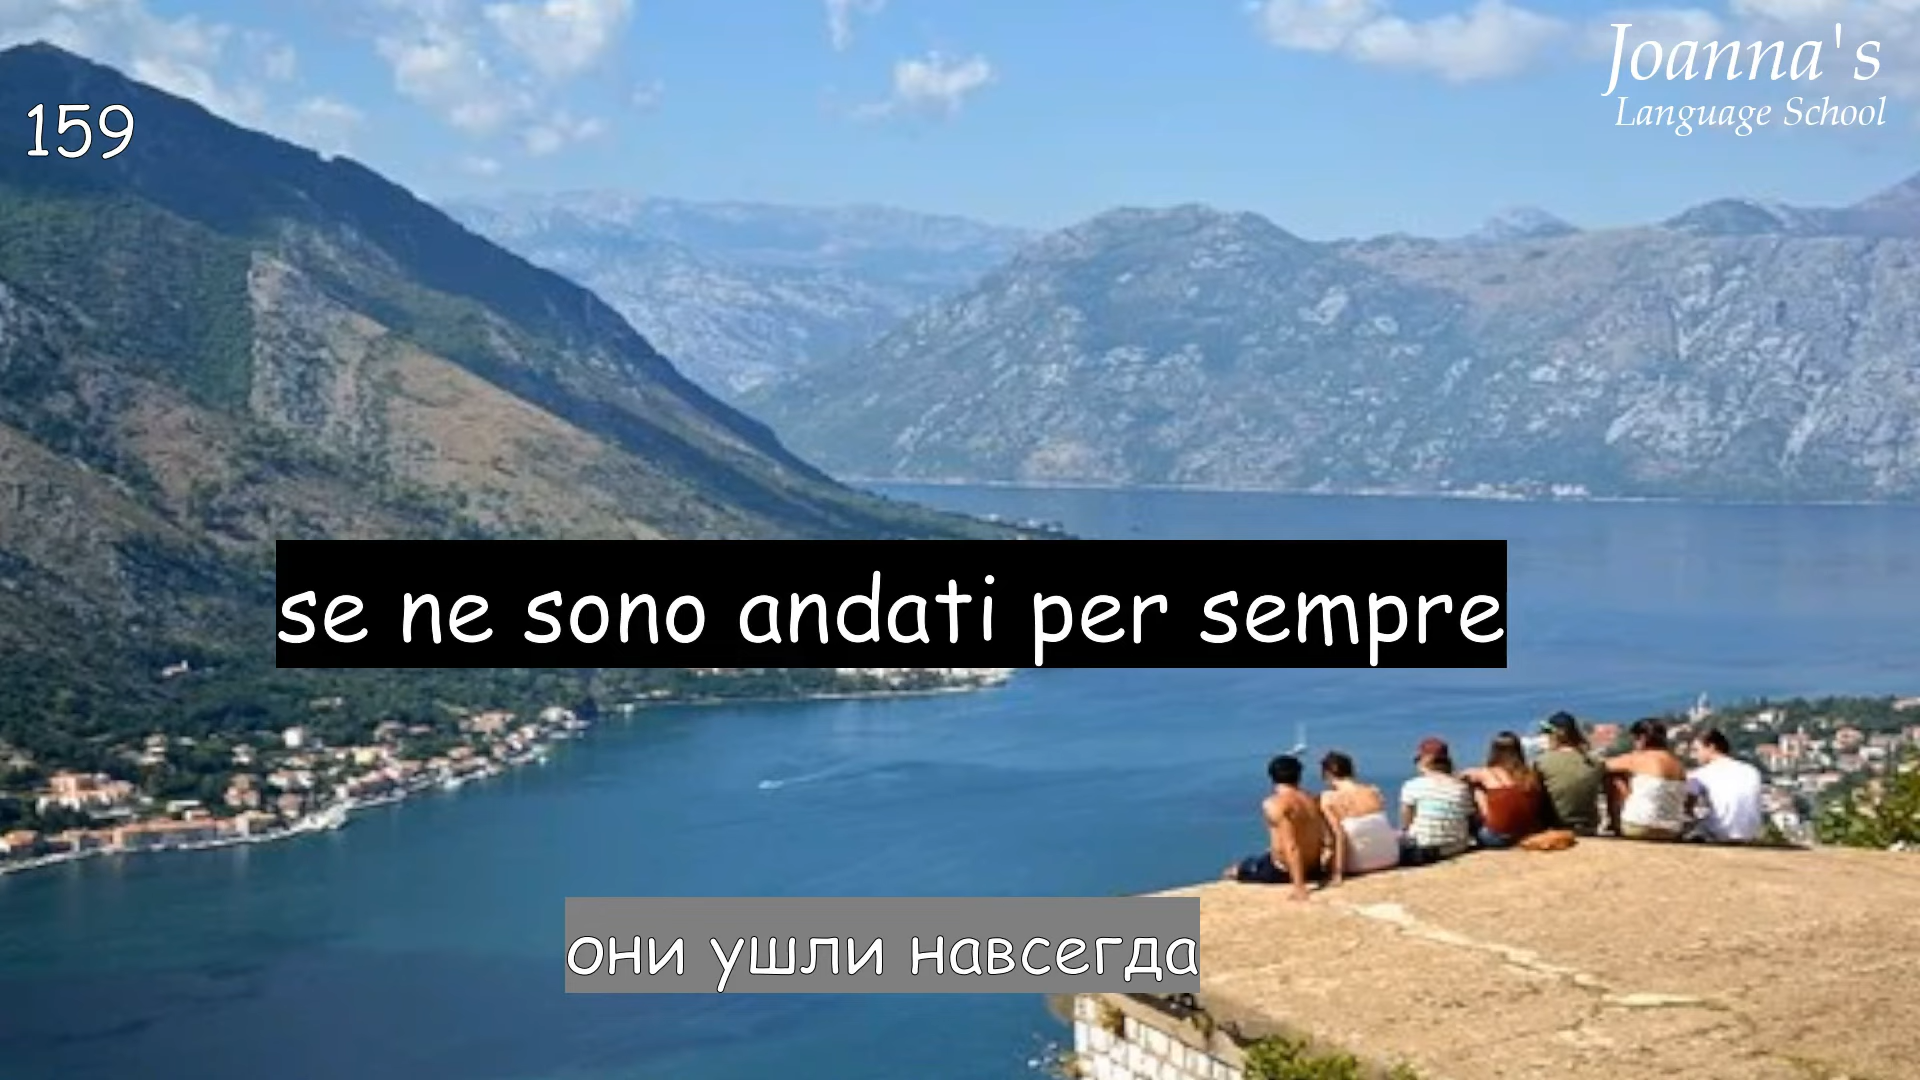 Joanna's
Language School
159
se ne sono andati per sempre
они ушли навсегда